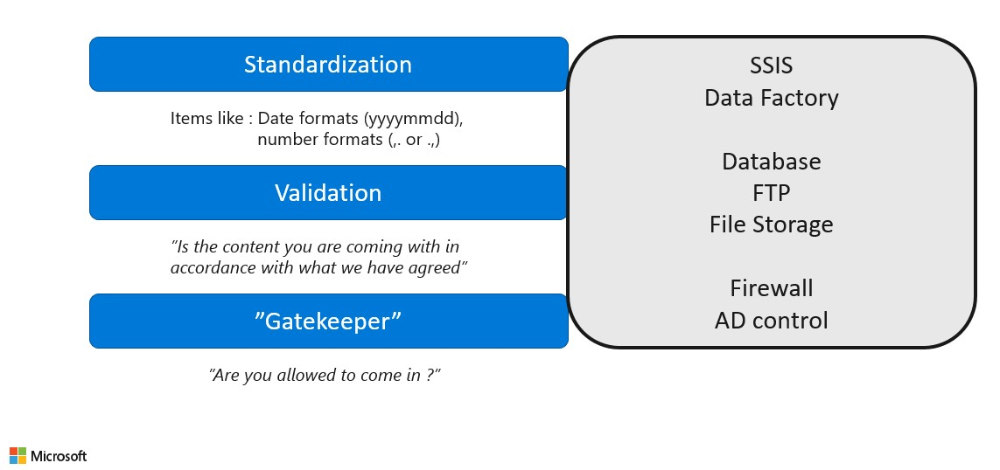 Standardization
Items like : Date formats (yyyymmdd),
number formats (,. or .,)
Validation
”Is the content you are coming with in
accordance with what we have agreed”
”Gatekeeper”
”Are you allowed to come in ?”
SSIS
Data Factory
Database
FTP
File Storage
Firewall
AD control
Microsoft